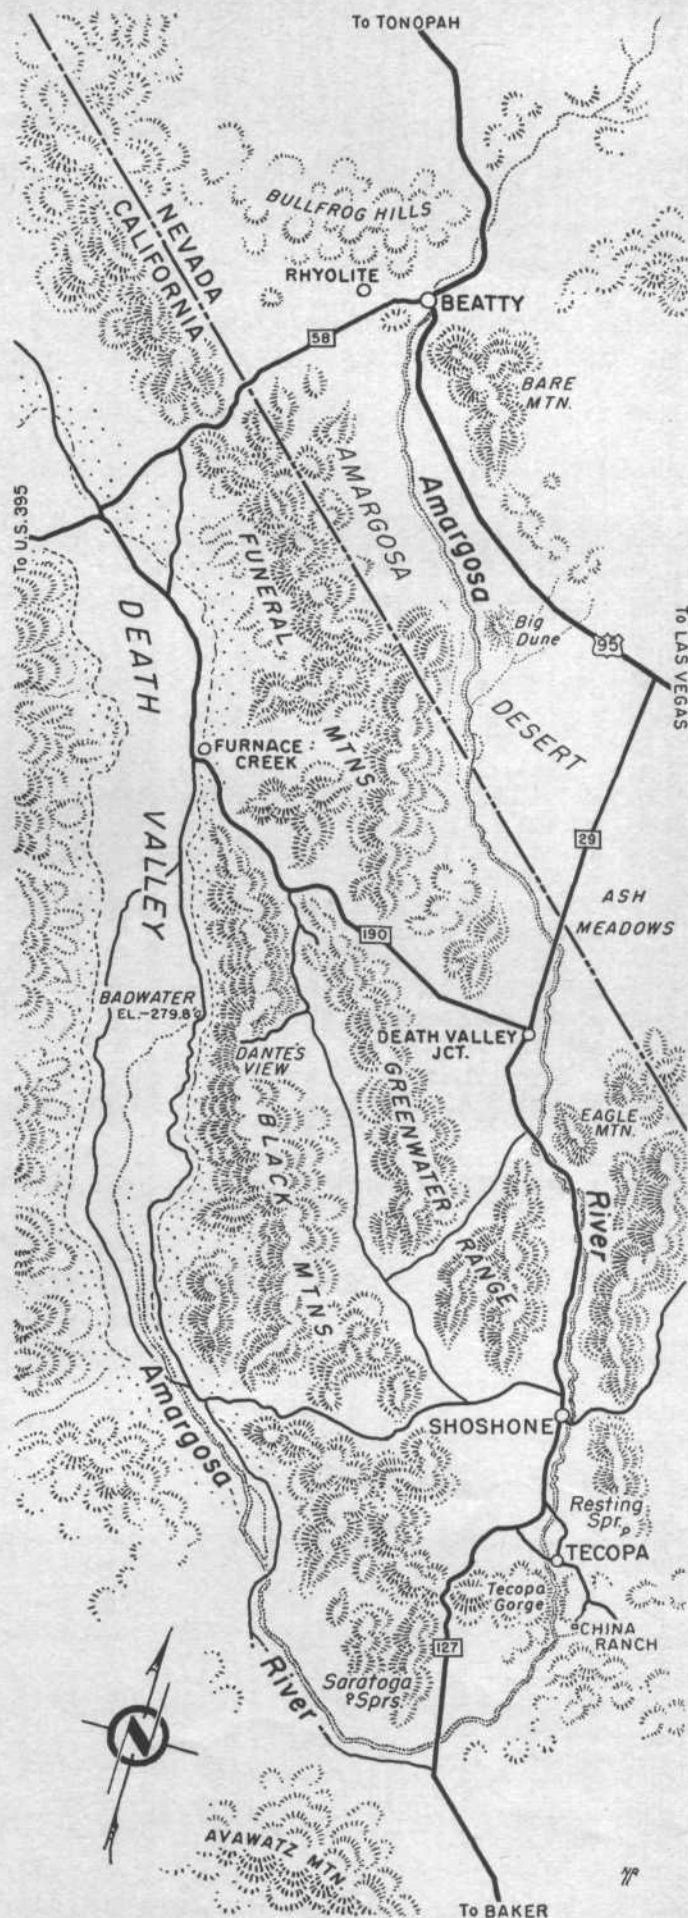 To TONOPAH
NEVADA
CALIFORNIA
BULLFROG HILLS
RHYOLITE
BEATTY
58
BARE
MTN.
To U.S. 395
AMARGOSA
Amargosa
FUNERAL
Big
Dune
95
To LAS VEGAS
DEATH
DESERT
MTNS
FURNACE
CREEK
VALLEY
29
ASH
MEADOWS
190
BADWATER
EL.-279.8
DEATH VALLEY
JCT.
DANTE'S
VIEW
GREENWATER
EAGLE
MTN.
BLACK
River
RANGE
MTNS
Amargosa
SHOSHONE
Resting
Spr.
TECOPA
Tecopa
Gorge
CHINA
RANCH
127
River
Saratoga
Sprs.
N
AVAWATZ MTN.
To BAKER